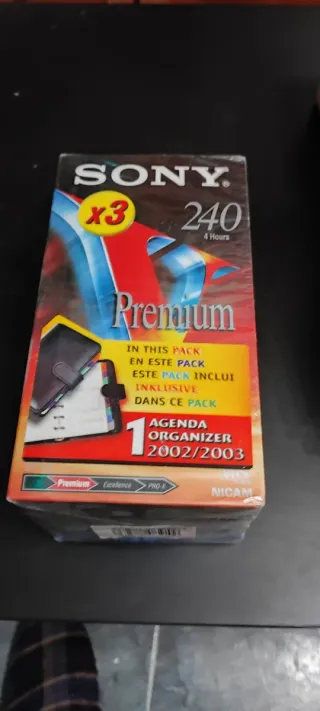 SONY®
x3
240
4 Hours
Premium
IN THIS PACK
EN ESTE PACK
ESTE PACK INCLUI
INKLUSIVE
DANS CE PACK
1 AGENDA
ORGANIZER
2002/2003
VHS
NICAM
Premium Excellence PRO-X